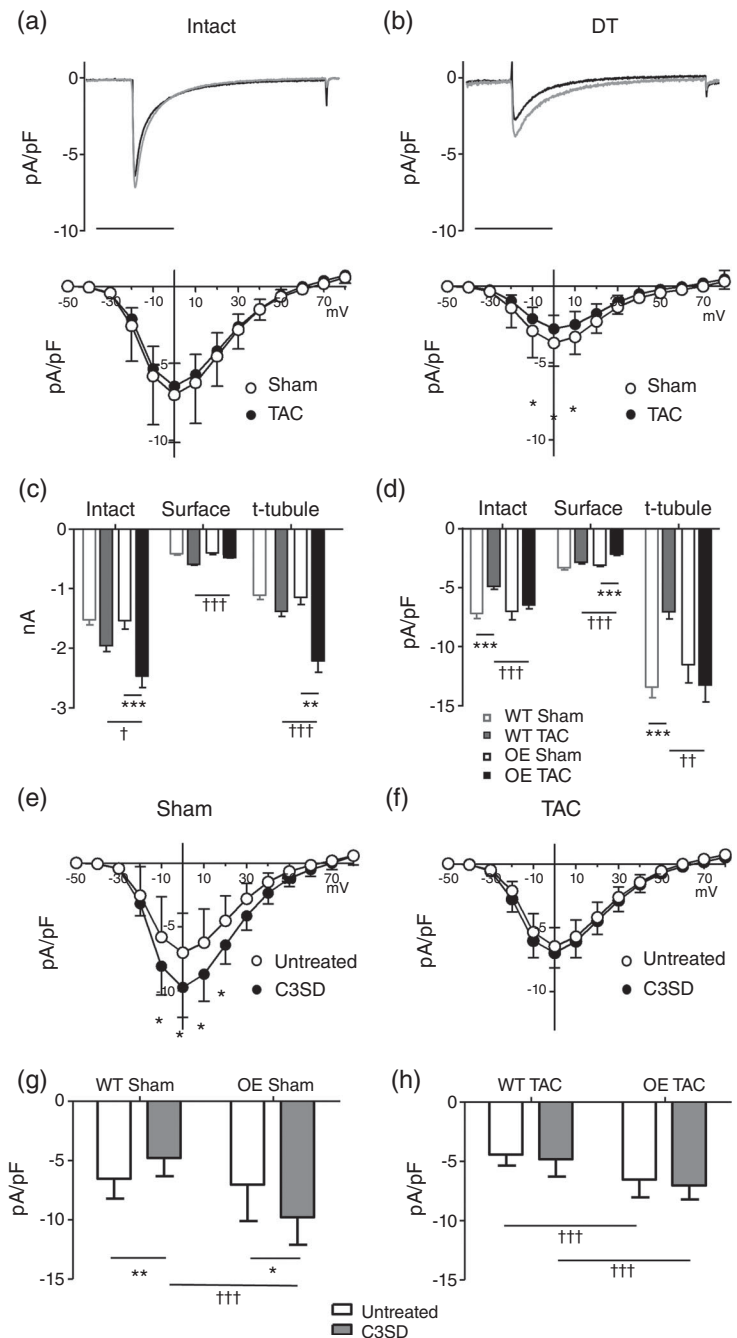 (a) Intact
0
-5
-10
pA/pF
-50 -30 -10 10 30 50 70
mV
-5
-10
pA/pF
Sham
TAC
(b) DT
0
-5
-10
pA/pF
-50 -30 -10 10 30 50 70
mV
-5
-10
pA/pF
Sham
TAC
* * *
(c)
Intact Surface t-tubule
0
-1
-2
-3
nA
††† 
*** **
† †††
(d)
Intact Surface t-tubule
0
-5
-10
-15
pA/pF
***
*** †††
†††
WT Sham
WT TAC
OE Sham
OE TAC
***
††
(e) Sham
-50 -30 -10 10 30 50 70
mV
-5
-10
pA/pF
Untreated
C3SD
* * * *
(f) TAC
-50 -30 -10 10 30 50 70
mV
-5
-10
pA/pF
Untreated
C3SD
(g)
WT Sham OE Sham
0
-5
-10
-15
pA/pF
** *
†††
(h)
WT TAC OE TAC
0
-5
-10
-15
pA/pF
†††
†††
Untreated
C3SD